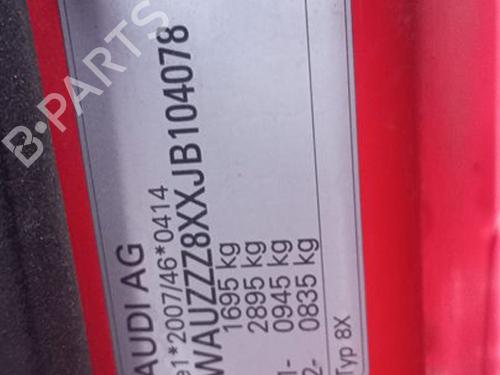 AUDI AG
e1*2007/46*0414
WAUZZZ8XXJB104078
1695 kg
2895 kg
1- 0945 kg
2- 0835 kg
Typ 8X
B-PARTS